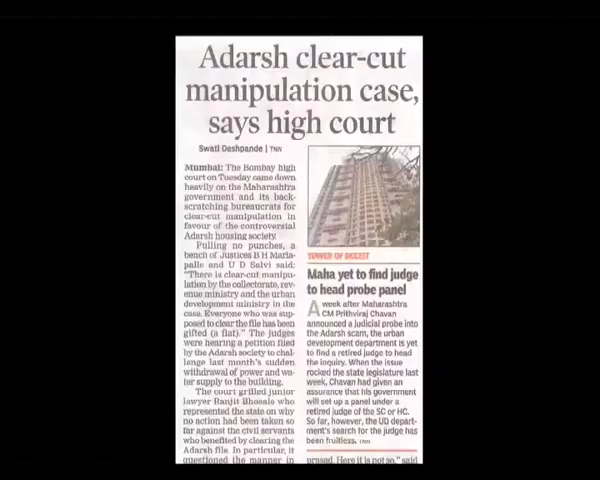 Adarsh clear-cut
manipulation case,
says high court
Swati Deshpande | TNN
Mumbai: The Bombay high
court on Tuesday came down
heavily on the Maharashtra
government and its back-
scratching bureaucrats for
clear-cut manipulation in
favour of the controversial
Adarsh housing society.
Pulling no punches, a
bench of Justices B H Marla-
palle and U D Salvi said:
"There is clear-cut manipu-
lation by the collectorate, rev-
enue ministry and the urban
development ministry in the
case. Everyone who was sup-
posed to clear the file has been
gifted (a flat)." The judges
were hearing a petition filed
by the Adarsh society to chal-
lenge last month's sudden
withdrawal of power and wa-
ter supply to the building.
The court grilled junior
lawyer Ranjit Bhosale who
represented the state on why
no action had been taken so
far against the civil servants
who benefited by clearing the
Adarsh file. In particular, it
questioned the manner in
TOWER OF DECEIT
Maha yet to find judge
to head probe panel
A week after Maharashtra
CM Prithviraj Chavan
announced a judicial probe into
the Adarsh scam, the urban
development department is yet
to find a retired judge to head
the inquiry. When the issue
rocked the state legislature last
week, Chavan had given an
assurance that his government
will set up a panel under a
retired judge of the SC or HC.
So far, however, the UD depart-
ment's search for the judge has
been fruitless. TNN
prasad. Here it is not so," said